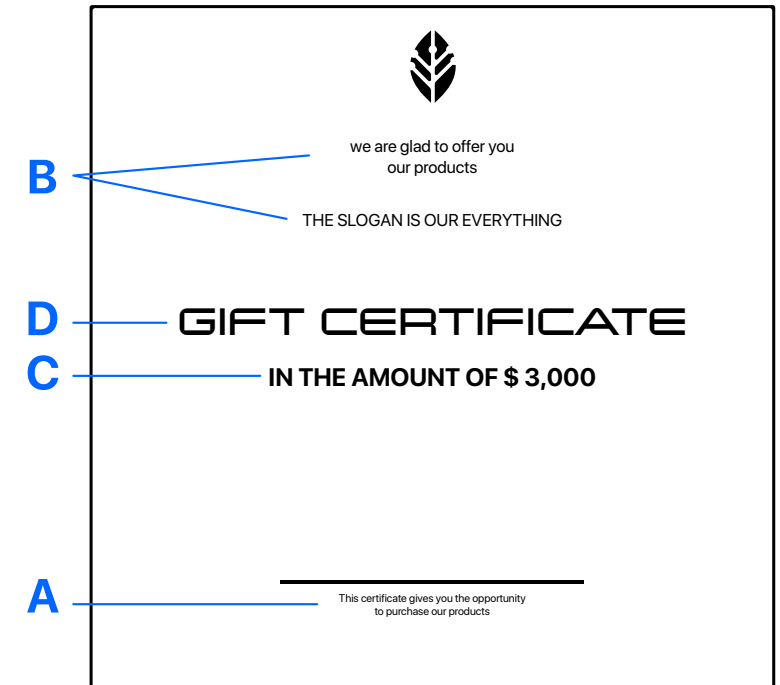 we are glad to offer you
our products
B
THE SLOGAN IS OUR EVERYTHING
D
GIFT CERTIFICATE
C
IN THE AMOUNT OF $ 3,000
A
This certificate gives you the opportunity
to purchase our products